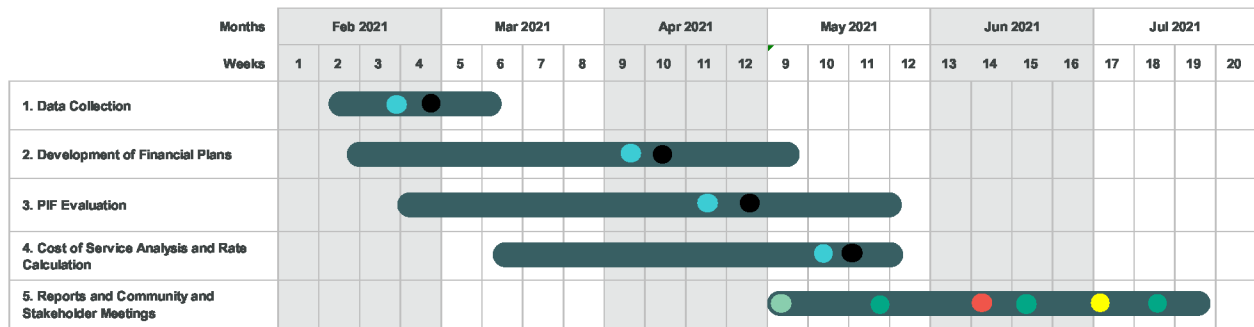 Months Feb 2021 Mar 2021 Apr 2021 May 2021 Jun 2021 Jul 2021
Weeks 1 2 3 4 5 6 7 8 9 10 11 12 9 10 11 12 13 14 15 16 17 18 19 20
1. Data Collection
2. Development of Financial Plans
3. PIF Evaluation
4. Cost of Service Analysis and Rate
Calculation
5. Reports and Community and
Stakeholder Meetings